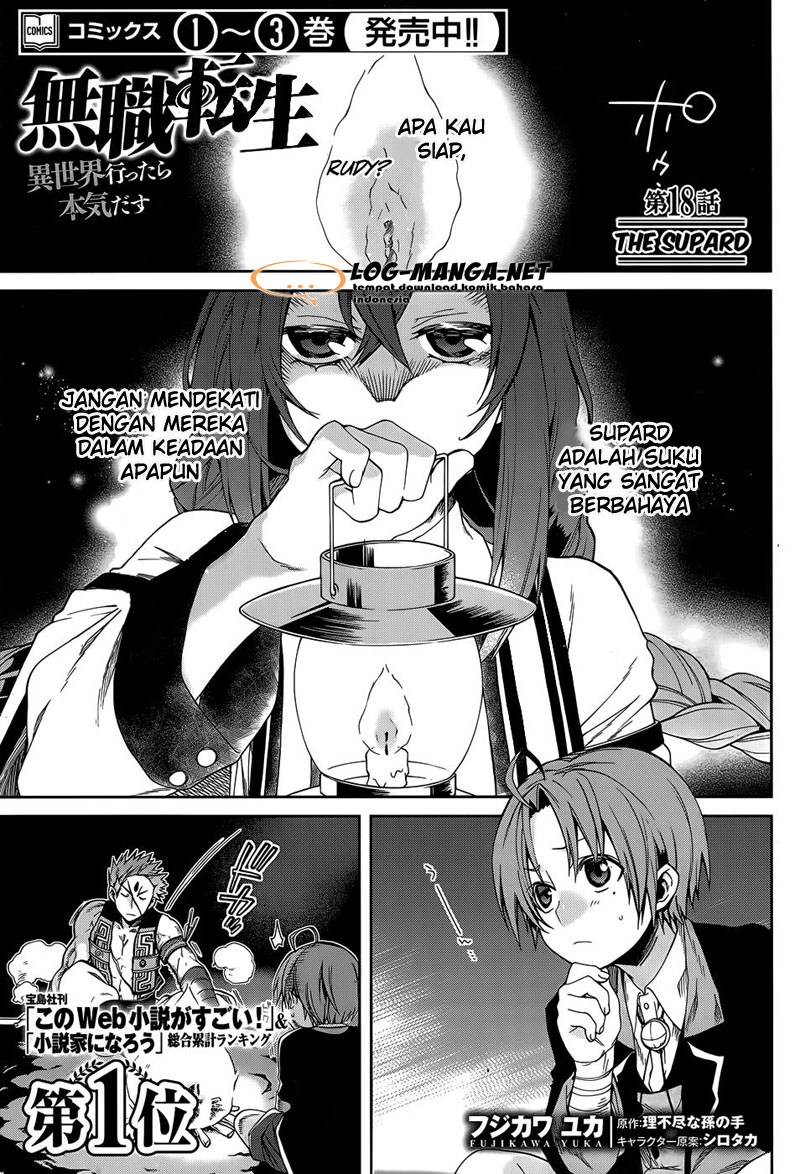 COMICS
コミックス ①～③巻 発売中!!
無職転生
異世界行ったら
本気だす
APA KAU
SIAP,
RUDY?
ポゥ
第18話
THE SUPARD
LOG-MANGA.NET
tempat download komik bahasa
indonesia
JANGAN MENDEKATI
DENGAN MEREKA
DALAM KEADAAN
APAPUN
SUPARD
ADALAH SUKU
YANG SANGAT
BERBAHAYA
宝島社刊
「このWeb小説がすごい!」&
「小説家になろう」総合累計ランキング
第1位
フジカワ ユカ
FUJIKAWA YUKA
原作:理不尽な孫の手
キャラクター原案:シロタカ